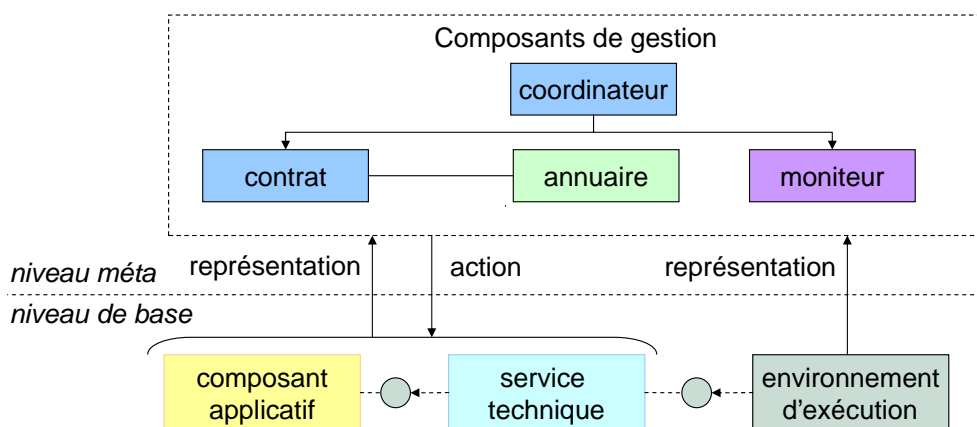 Composants de gestion
coordinateur
contrat
annuaire
moniteur
représentation
action
représentation
niveau méta
niveau de base
composant
applicatif
service
technique
environnement
d'exécution